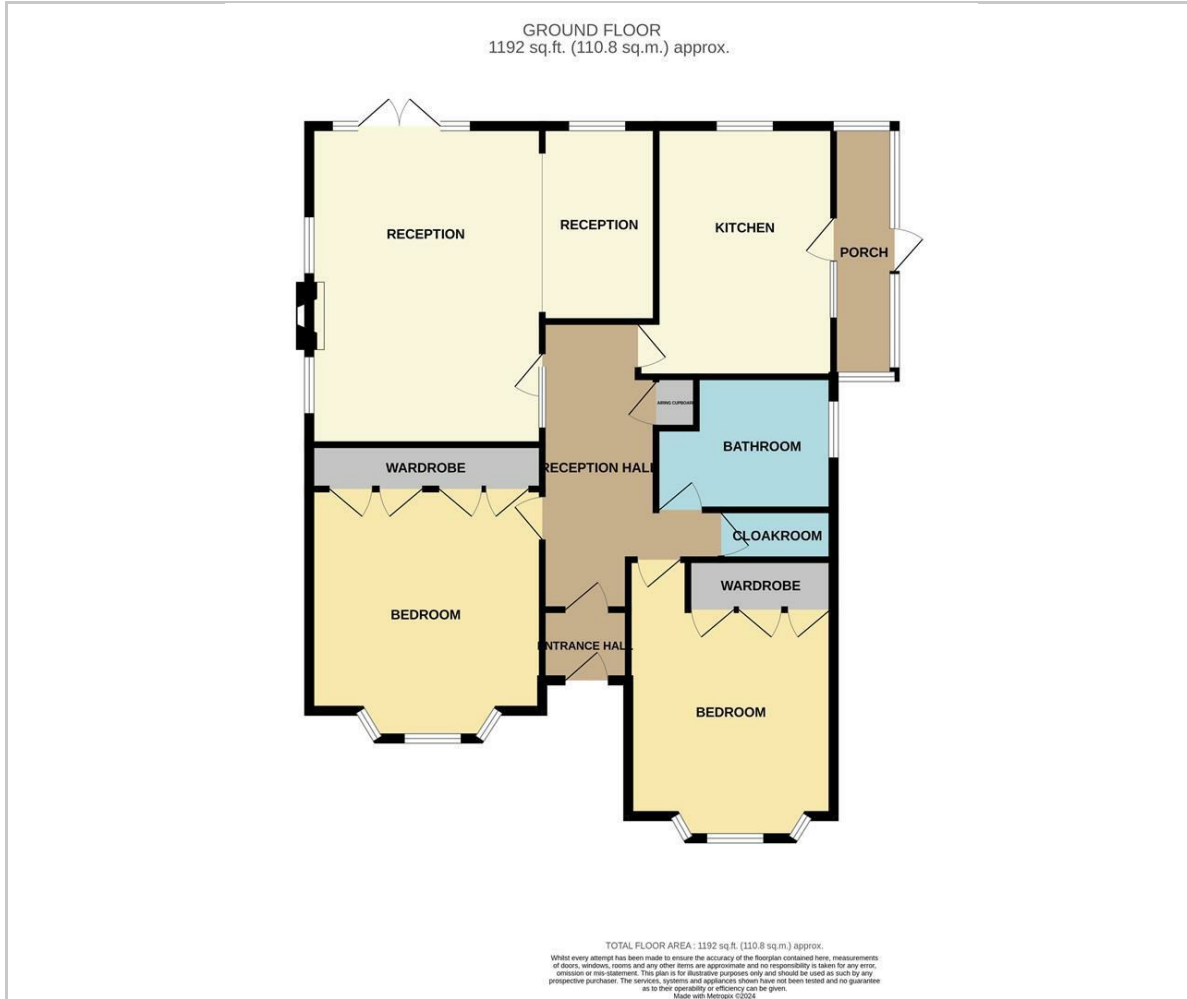 GROUND FLOOR
1192 sq.ft. (110.8 sq.m.) approx.
RECEPTION
RECEPTION
KITCHEN
PORCH
AIRING CUPBOARD
BATHROOM
WARDROBE
RECEPTION HALL
CLOAKROOM
WARDROBE
BEDROOM
ENTRANCE HALL
BEDROOM
TOTAL FLOOR AREA : 1192 sq.ft. (110.8 sq.m.) approx.
Whilst every attempt has been made to ensure the accuracy of the floorplan contained here, measurements
of doors, windows, rooms and any other items are approximate and no responsibility is taken for any error,
omission or mis-statement. This plan is for illustrative purposes only and should be used as such by any
prospective purchaser. The services, systems and appliances shown have not been tested and no guarantee
as to their operability or efficiency can be given.
Made with Metropix ©2024